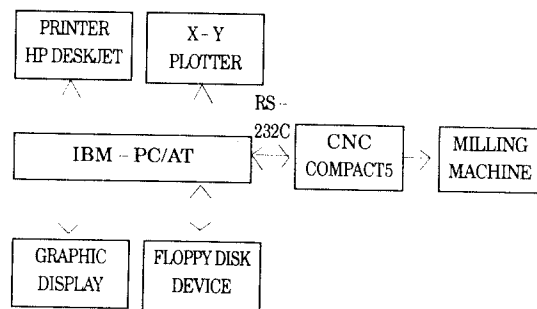 PRINTER
HP DESKJET
X - Y
PLOTTER
RS -
232C
IBM - PC/AT
CNC
COMPACT5
MILLING
MACHINE
GRAPHIC
DISPLAY
FLOPPY DISK
DEVICE